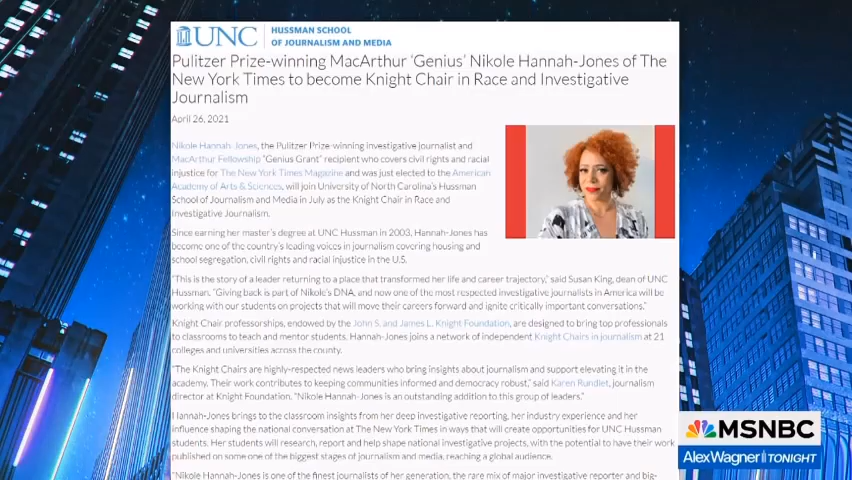 UNC
HUSSMAN SCHOOL
OF JOURNALISM AND MEDIA
Pulitzer Prize-winning MacArthur ‘Genius’ Nikole Hannah-Jones of The
New York Times to become Knight Chair in Race and Investigative
Journalism
April 26, 2021
Nikole Hannah-Jones, the Pulitzer Prize-winning investigative journalist and
MacArthur Fellowship “Genius Grant” recipient who covers civil rights and racial
injustice for The New York Times Magazine and was just elected to the American
Academy of Arts & Sciences, will join University of North Carolina's Hussman
School of Journalism and Media in July as the Knight Chair in Race and
Investigative Journalism.
Since earning her master's degree at UNC Hussman in 2003, Hannah-Jones has
become one of the country's leading voices in journalism covering housing and
school segregation, civil rights and racial injustice in the U.S.
“This is the story of a leader returning to a place that transformed her life and career trajectory,” said Susan King, dean of UNC
Hussman. “Giving back is part of Nikole's DNA, and now one of the most respected investigative journalists in America will be
working with our students on projects that will move their careers forward and ignite critically important conversations.”
Knight Chair professorships, endowed by the John S. and James L. Knight Foundation, are designed to bring top professionals
to classrooms to teach and mentor students. Hannah-Jones joins a network of independent Knight Chairs in journalism at 21
colleges and universities across the county.
“The Knight Chairs are highly-respected news leaders who bring insights about journalism and support elevating it in the
academy. Their work contributes to keeping communities informed and democracy robust,” said Karen Rundlet, journalism
director at Knight Foundation. “Nikole Hannah-Jones is an outstanding addition to this group of leaders.”
Hannah-Jones brings to the classroom insights from her deep investigative reporting, her industry experience and her
influence shaping the national conversation at The New York Times in ways that will create opportunities for UNC Hussman
students. Her students will research, report and help shape national investigative projects, with the potential to have their work
published on some one of the biggest stages of journalism and media, reaching a global audience.
“Nikole Hannah-Jones is one of the finest journalists of her generation, the rare mix of major investigative reporter and big-
MSNBC
AlexWagner TONIGHT